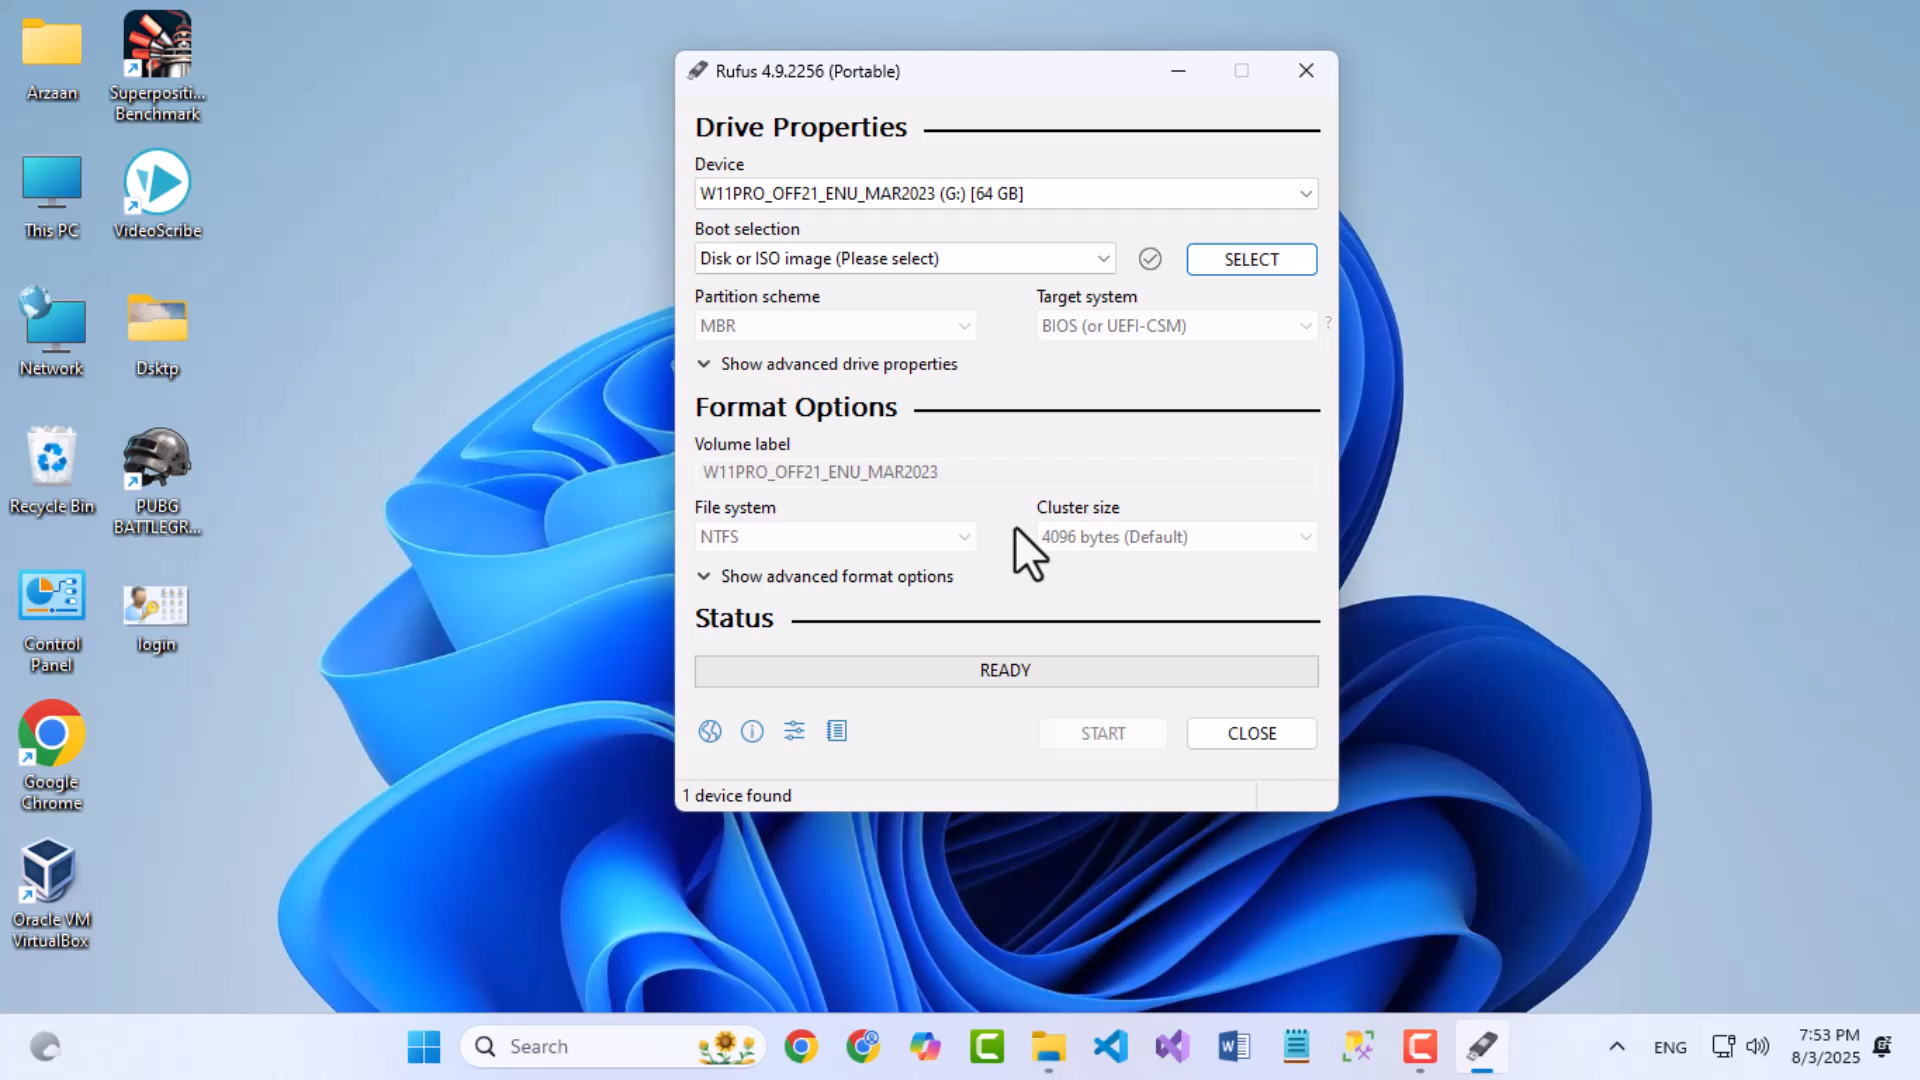 Arzaan
Superpositi...
Benchmark
This PC
VideoScribe
Network
Dsktp
Recycle Bin
PUBG
BATTLEGR...
Control
Panel
login
Google
Chrome
Oracle VM
VirtualBox
Rufus 4.9.2256 (Portable)
Drive Properties
Device
W11PRO_OFF21_ENU_MAR2023 (G:) [64 GB]
Boot selection
Disk or ISO image (Please select)
SELECT
Partition scheme
Target system
MBR
BIOS (or UEFI-CSM)
?
Show advanced drive properties
Format Options
Volume label
W11PRO_OFF21_ENU_MAR2023
File system
Cluster size
NTFS
4096 bytes (Default)
Show advanced format options
Status
READY
START
CLOSE
1 device found
Search
ENG
7:53 PM
8/3/2025